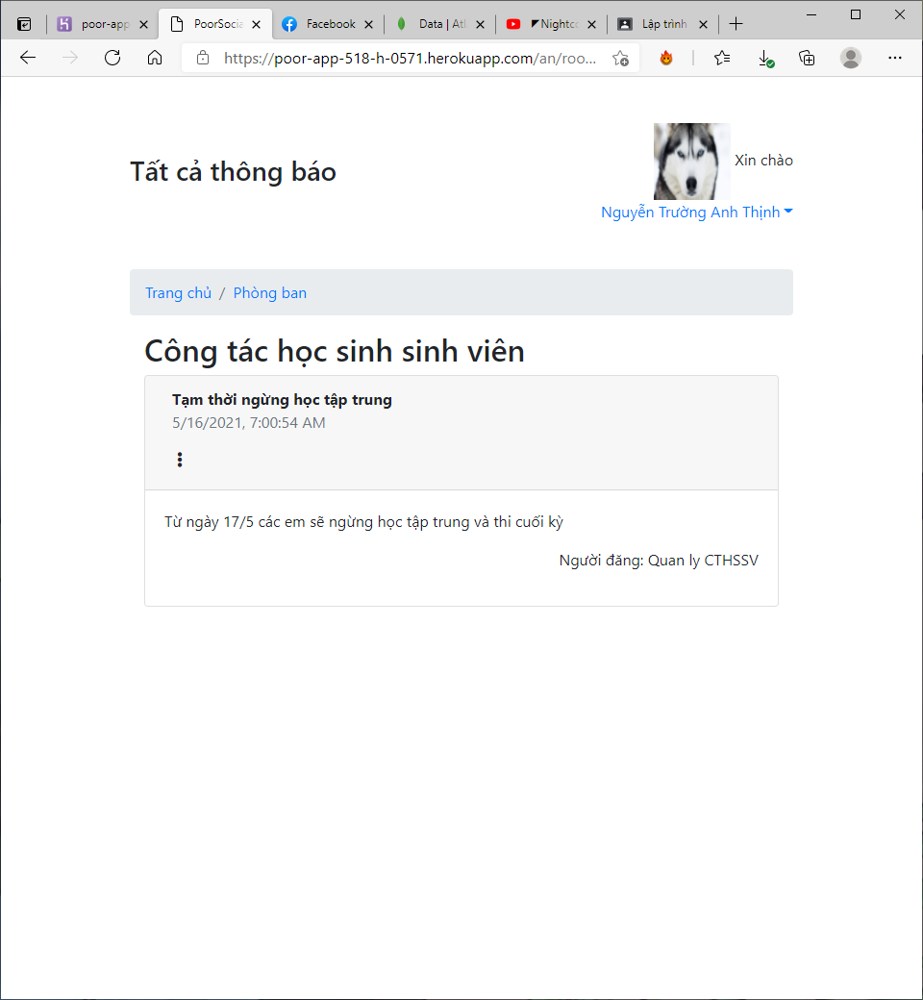 poor-app
PoorSocia
Facebook
Data | Atl
Nightco
Lập trình
https://poor-app-518-h-0571.herokuapp.com/an/roo...
Tất cả thông báo
Xin chào
Nguyễn Trường Anh Thịnh
Trang chủ / Phòng ban
Công tác học sinh sinh viên
Tạm thời ngừng học tập trung
5/16/2021, 7:00:54 AM
Từ ngày 17/5 các em sẽ ngừng học tập trung và thi cuối kỳ
Người đăng: Quan ly CTHSSV